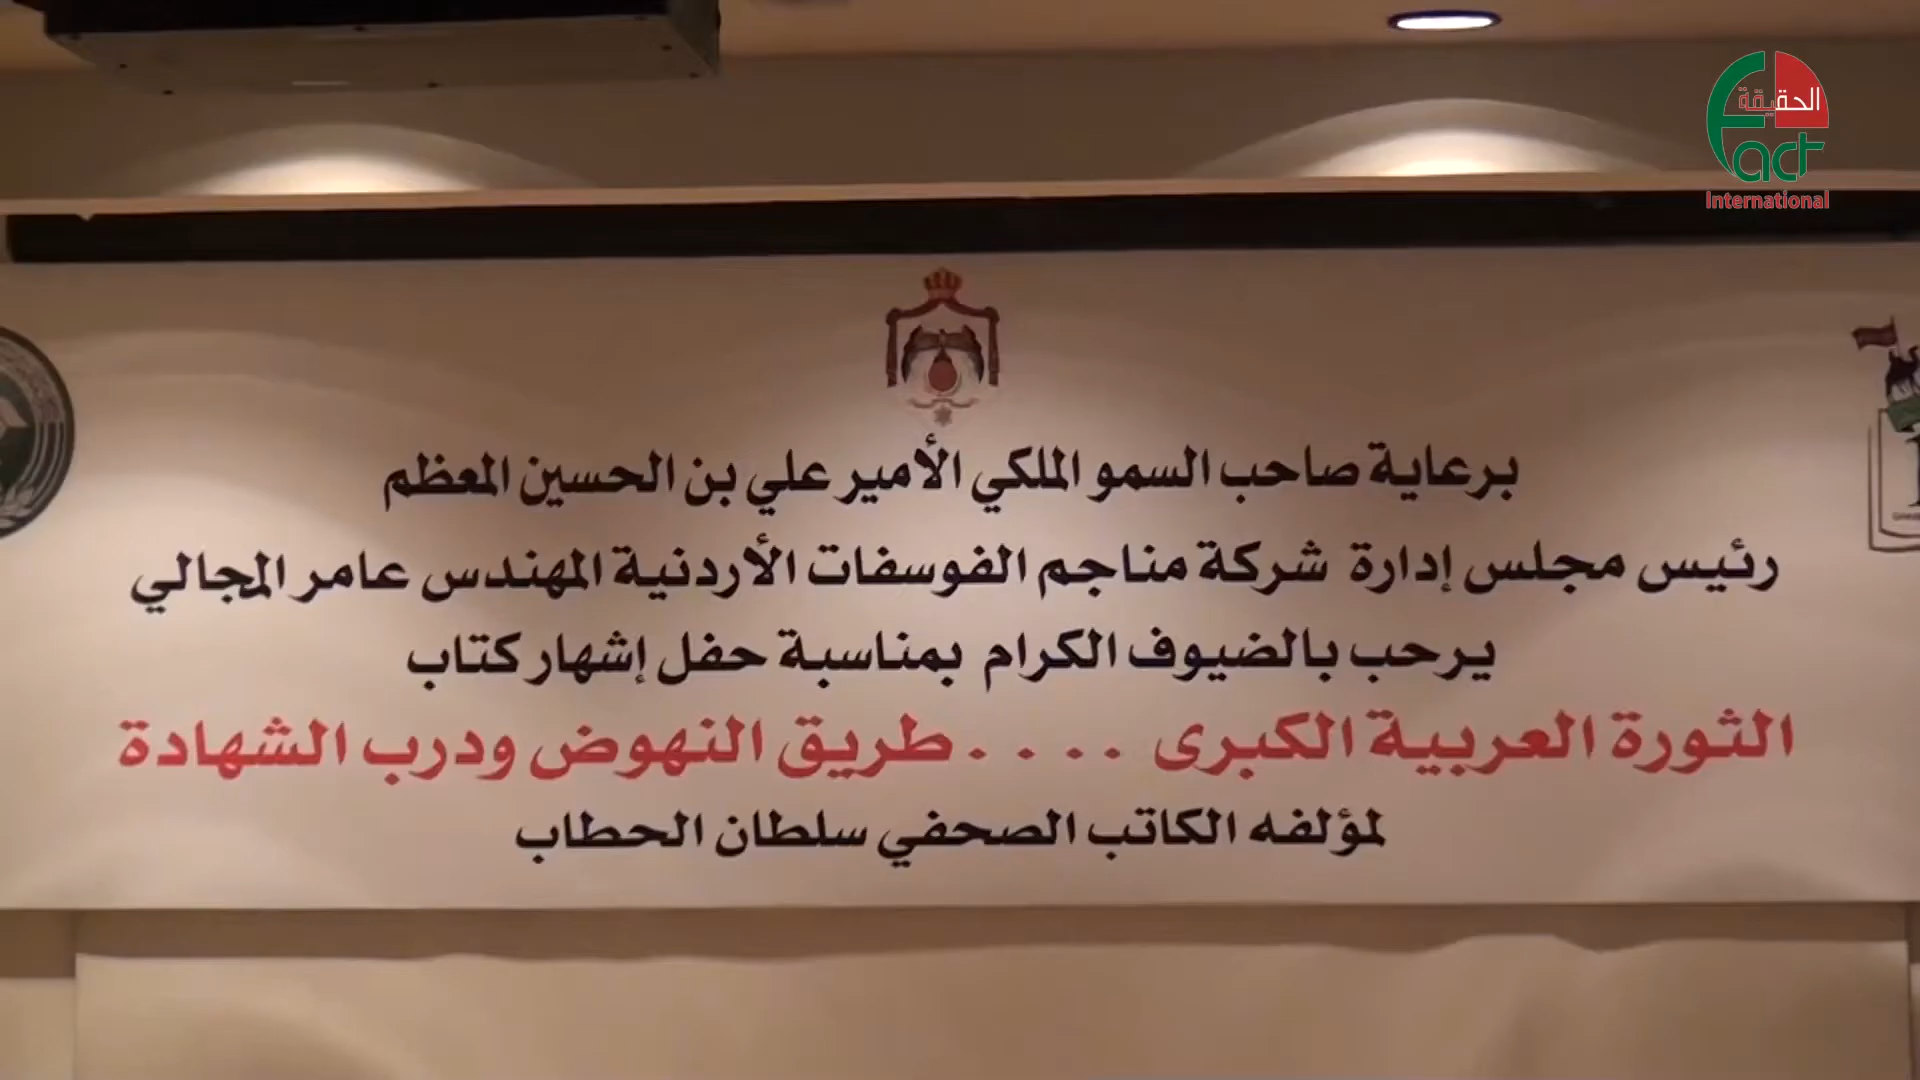 الحقيقة
Fact
International
برعاية صاحب السمو الملكي الأمير علي بن الحسين المعظم
رئيس مجلس إدارة شركة مناجم الفوسفات الأردنية المهندس عامر المجالي
يرحب بالضيوف الكرام بمناسبة حفل إشهار كتاب
الثورة العربية الكبرى .... طريق النهوض ودرب الشهادة
لمؤلفه الكاتب الصحفي سلطان الحطاب